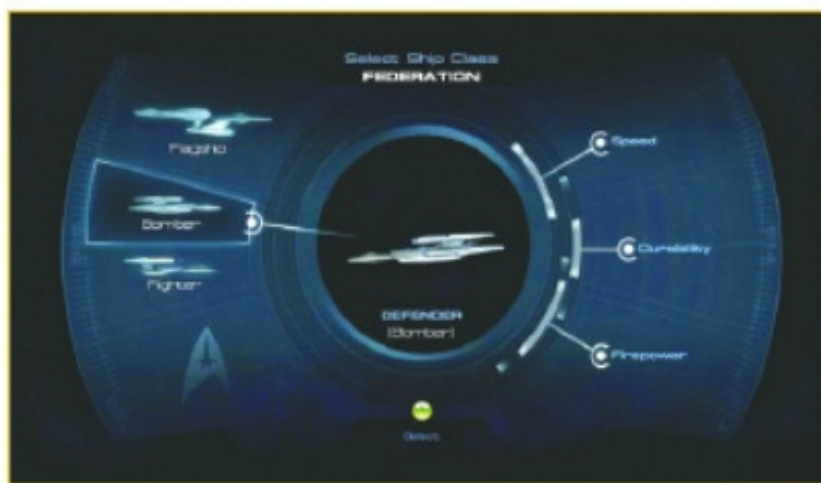 Select Ship Class
FEDERATION
Flagship
Bomber
Fighter
DEFENDER
(Bomber)
Speed
Durability
Firepower
Select